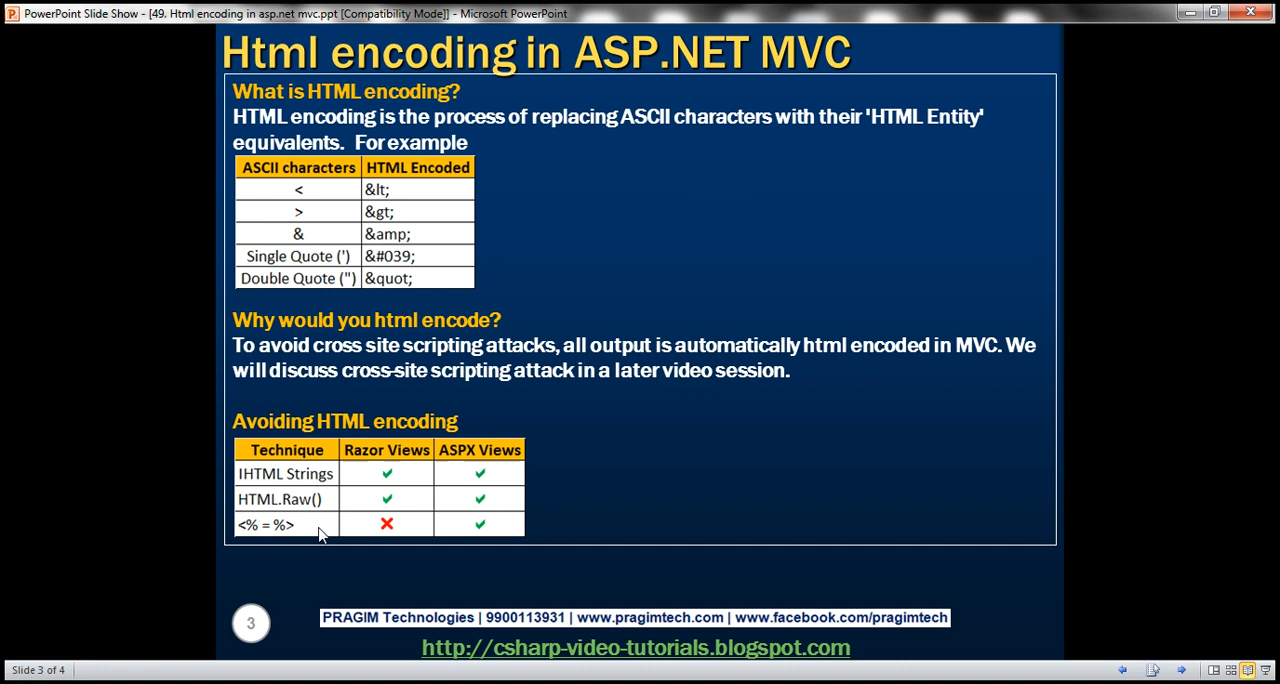 PowerPoint Slide Show - [49. Html encoding in asp.net mvc.ppt [Compatibility Mode]] - Microsoft PowerPoint
Html encoding in ASP.NET MVC
What is HTML encoding?
HTML encoding is the process of replacing ASCII characters with their 'HTML Entity'
equivalents.  For example
ASCII characters HTML Encoded
< &lt;
> &gt;
& &amp;
Single Quote (') &#039;
Double Quote (") &quot;
Why would you html encode?
To avoid cross site scripting attacks, all output is automatically html encoded in MVC. We
will discuss cross-site scripting attack in a later video session.
Avoiding HTML encoding
Technique Razor Views ASPX Views
IHTML Strings ✓ ✓
HTML.Raw() ✓ ✓
<% = %> ✗ ✓
3
PRAGIM Technologies | 9900113931 | www.pragimtech.com | www.facebook.com/pragimtech
http://csharp-video-tutorials.blogspot.com
Slide 3 of 4